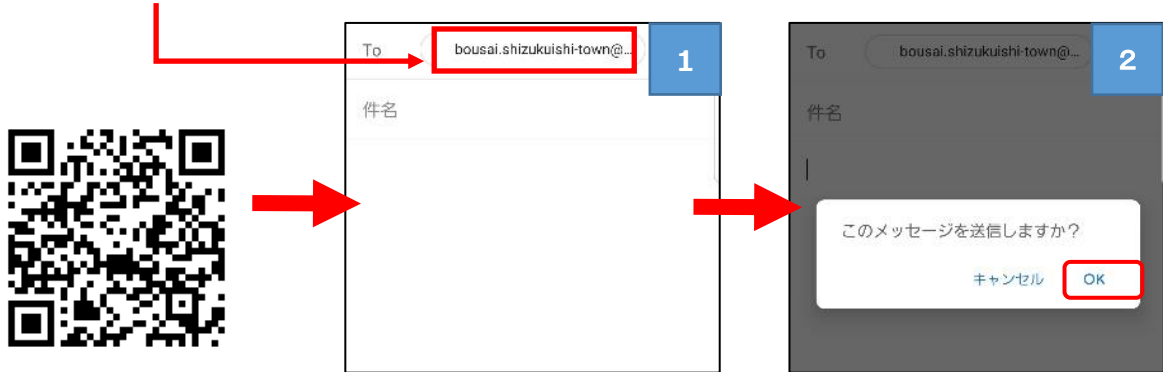 To bousai.shizukuishi-town@... 1
件名
To bousai.shizukuishi-town@... 2
件名
このメッセージを送信しますか?
キャンセル OK